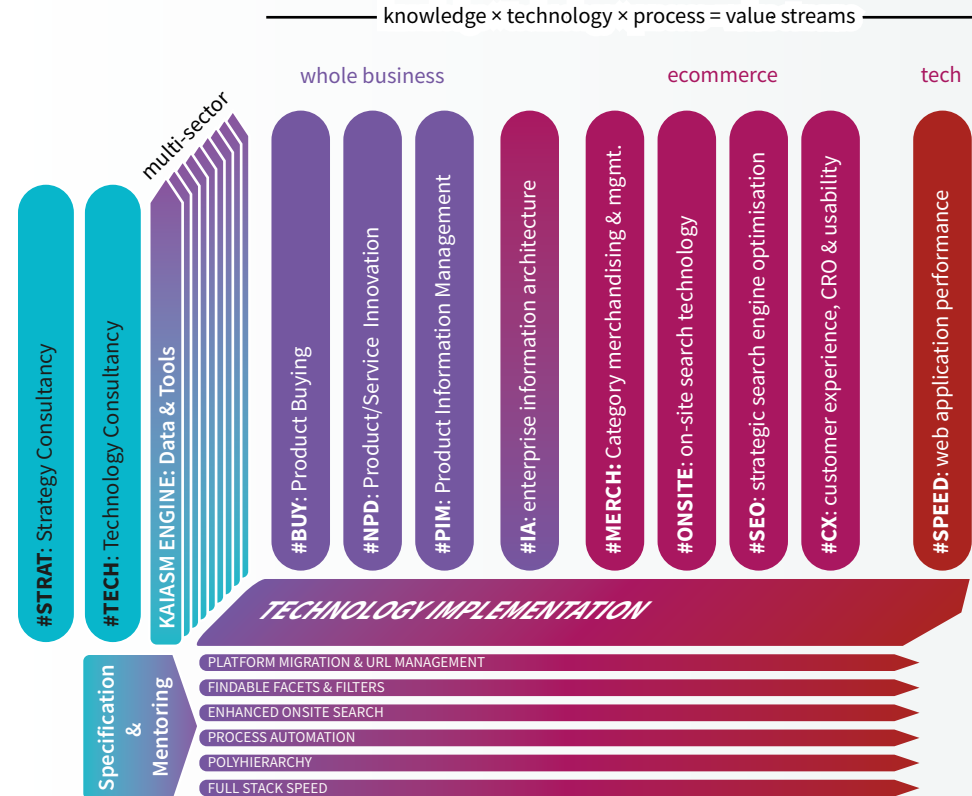 knowledge × technology × process = value streams
whole business
ecommerce
tech
multi-sector
#STRAT: Strategy Consultancy
#TECH: Technology Consultancy
KAIASM ENGINE: Data & Tools
#BUY: Product Buying
#NPD: Product/Service Innovation
#PIM: Product Information Management
#IA: enterprise information architecture
#MERCH: Category merchandising & mgmt.
#ONSITE: on-site search technology
#SEO: strategic search engine optimisation
#CX: customer experience, CRO & usability
#SPEED: web application performance
TECHNOLOGY IMPLEMENTATION
Specification
&
Mentoring
PLATFORM MIGRATION & URL MANAGEMENT
FINDABLE FACETS & FILTERS
ENHANCED ONSITE SEARCH
PROCESS AUTOMATION
POLYHIERARCHY
FULL STACK SPEED